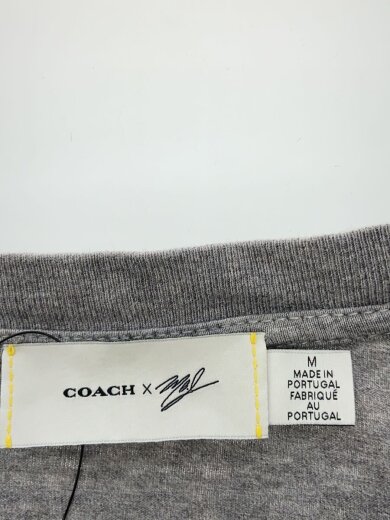 COACH X
M
MADE IN
PORTUGAL
FABRIQUÉ
AU
PORTUGAL